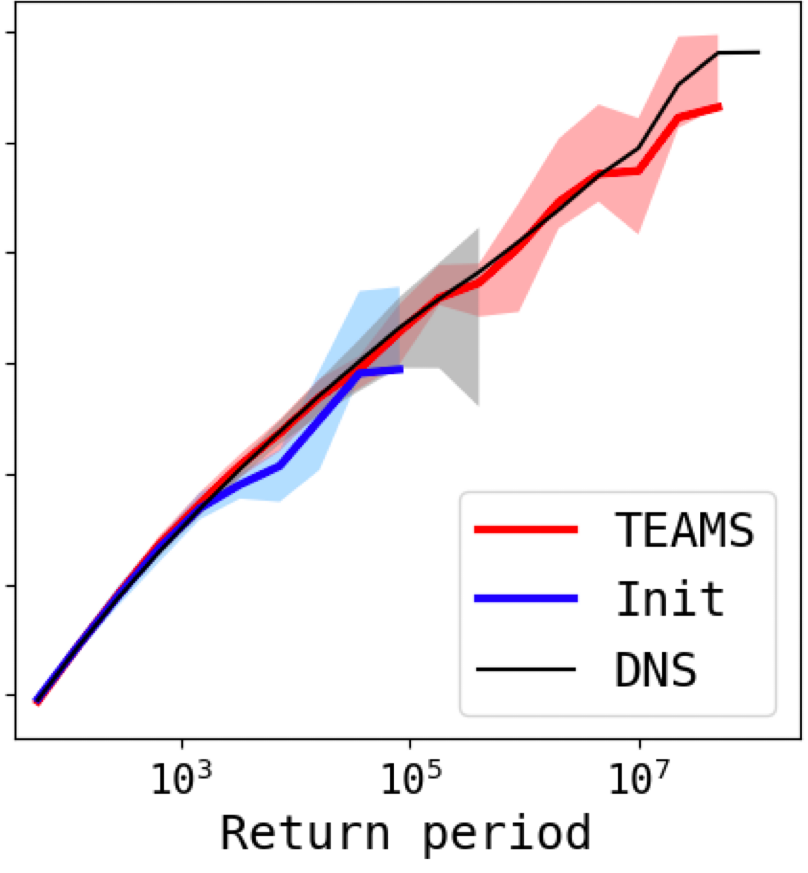 TEAMS
Init
DNS
10³ 10⁵ 10⁷
Return period